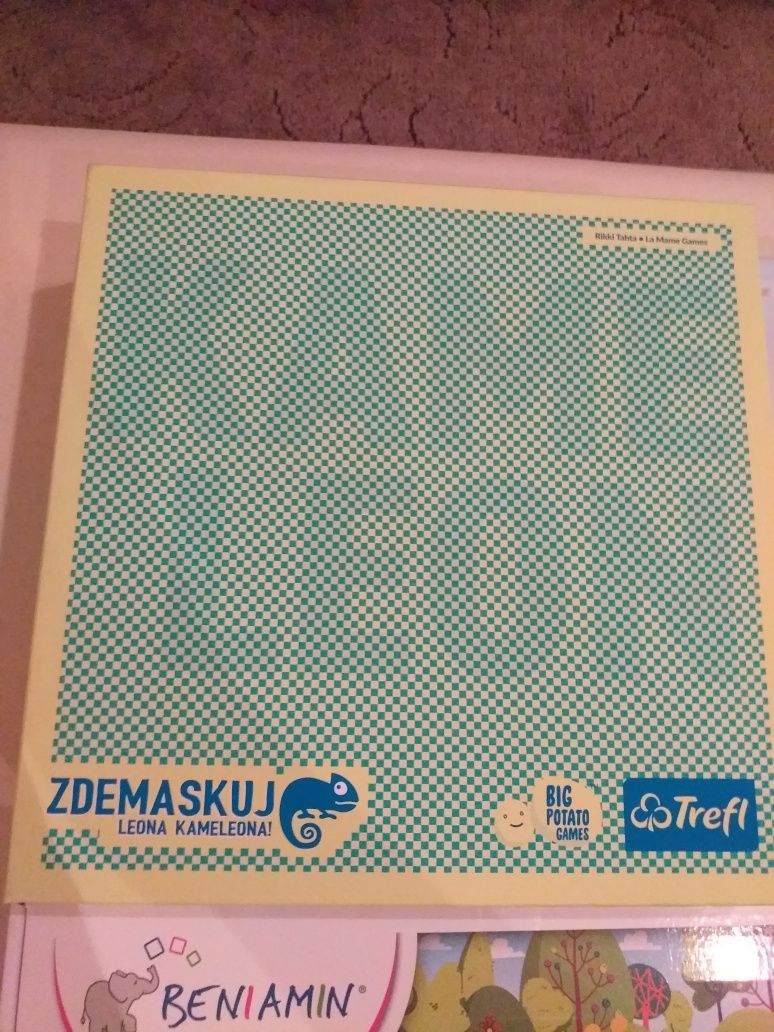 Rikki Tahta • La Mame Games
ZDEMASKUJ
LEONA KAMELEONA!
BIG
POTATO
GAMES
Trefl
BENIAMIN®